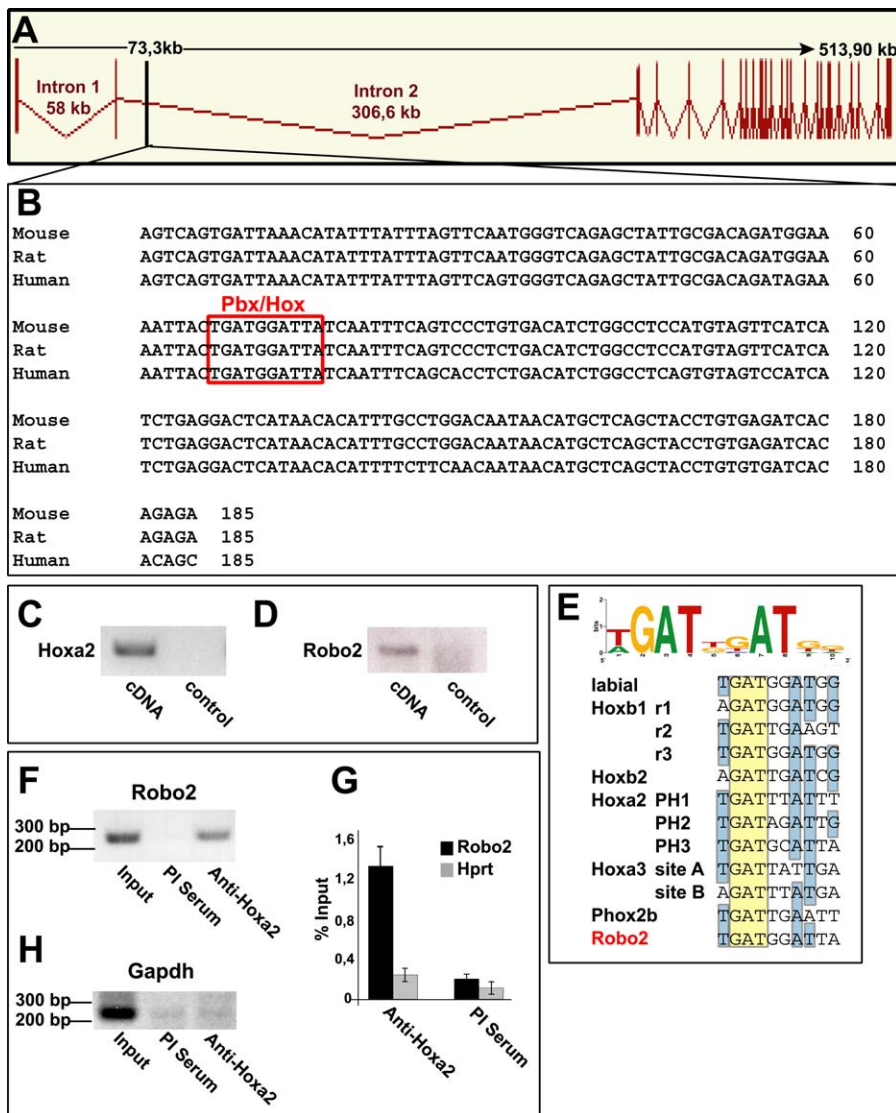 A
73,3kb
513,90 kb
Intron 1
58 kb
Intron 2
306,6 kb
B
Mouse AGTCAGTGATTAAACATATTTATTTAGTTCAATGGGTCAGAGCTATTGCGACAGATGGAA 60
Rat AGTCAGTGATTAAACATATTTATTTAGTTCAATGGGTCAGAGCTATTGCGACAGATGGAA 60
Human AGTCAGTGATTAAACATATTTATTTAGTTCAGTGGGTCAGAGCTATTGCGACAGATAGAA 60
Pbx/Hox
Mouse AATTACTGATGGATTATCAATTTCAGTCCCTGTGACATCTGGCCTCCATGTAGTTCATCA 120
Rat AATTACTGATGGATTATCAATTTCAGTCCCTCTGACATCTGGCCTCCATGTAGTTCATCA 120
Human AATTACTGATGGATTATCAATTTCAGCACCTCTGACATCTGGCCTCAGTGTAGTCCATCA 120
Mouse TCTGAGGACTCATAACACATTTGCCTGGACAATAACATGCTCAGCTACCTGTGAGATCAC 180
Rat TCTGAGGACTCATAACACATTTGCCTGGACAATAACATGCTCAGCTACCTGTGAGATCAC 180
Human TCTGAGGACTCATAACACATTTTCTTCAACAATAACATGCTCAGCTACCTGTGTGATCAC 180
Mouse AGAGA 185
Rat AGAGA 185
Human ACAGC 185
C
Hoxa2
cDNA
control
D
Robo2
cDNA
control
E
labial TGATGGATGG
Hoxb1 r1 AGATGGATGG
r2 TGATTGAAGT
r3 TGATGGATGG
Hoxb2 AGATTGATCG
Hoxa2 PH1 TGATTTATTT
PH2 TGATAGATTG
PH3 TGATGCATTA
Hoxa3 site A TGATTATTGA
site B AGATTTATGA
Phox2b TGATTGAATT
Robo2 TGATGGATTA
F
Robo2
300 bp
200 bp
Input
PI Serum
Anti-Hoxa2
G
% Input
1,6
1,2
0,8
0,4
0
Robo2
Hprt
Anti-Hoxa2
PI Serum
H
Gapdh
300 bp
200 bp
Input
PI Serum
Anti-Hoxa2